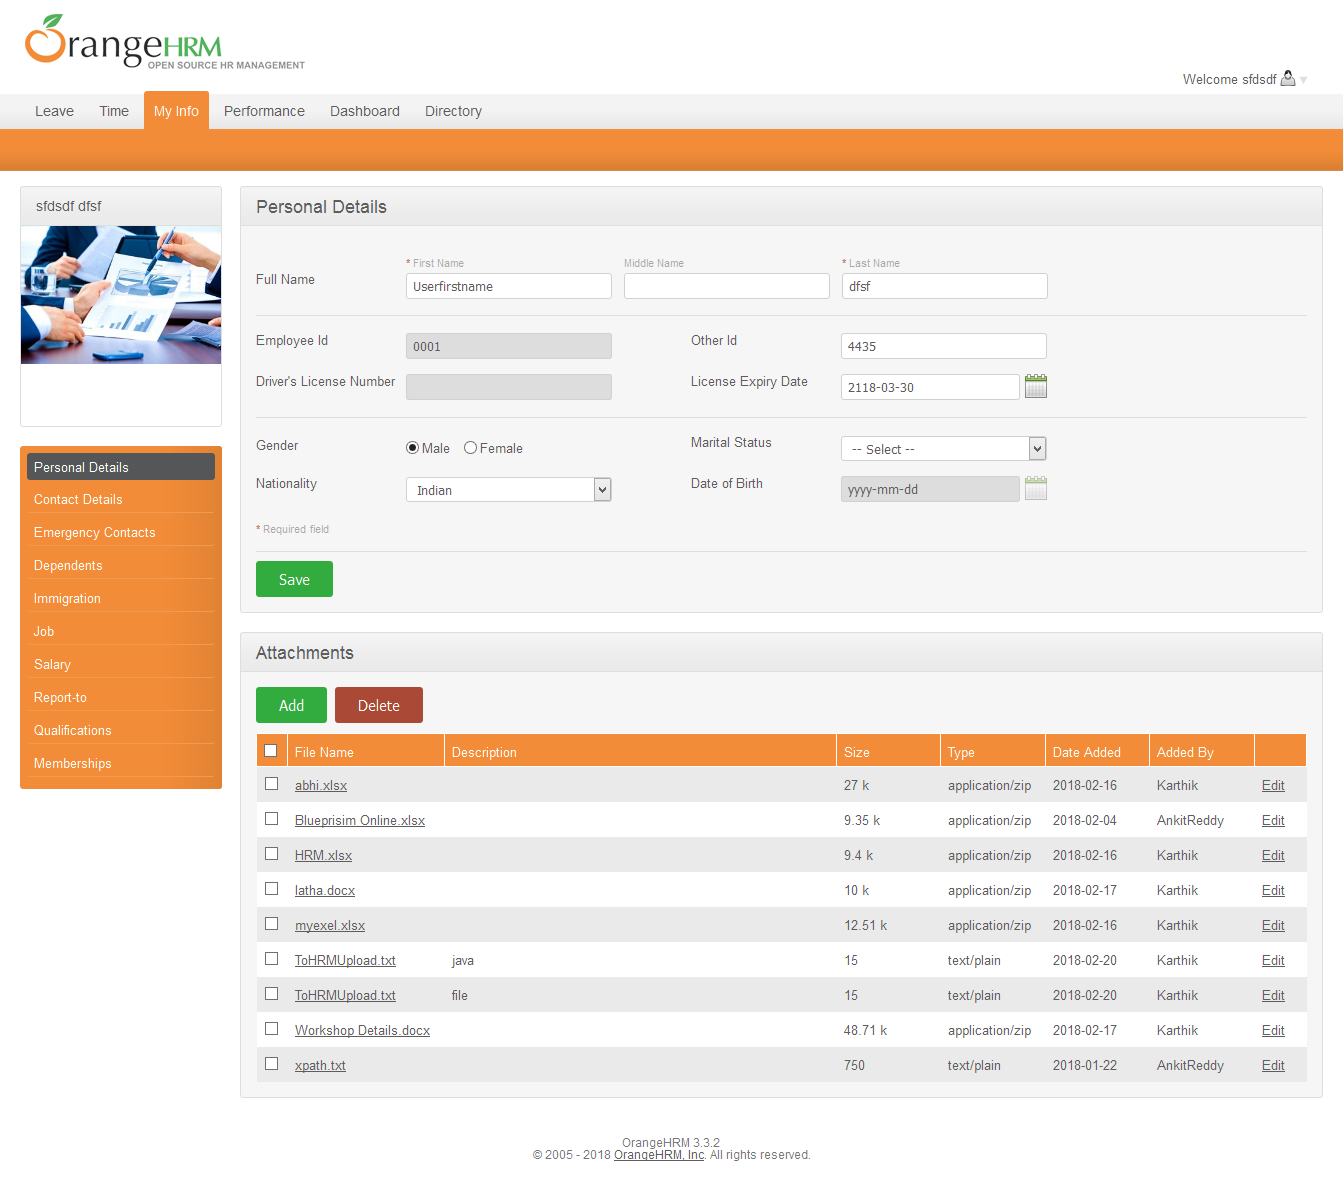 OrangeHRM
OPEN SOURCE HR MANAGEMENT
Welcome sfdsdf
Leave Time My Info Performance Dashboard Directory
sfdsdf dfsf
Personal Details
Contact Details
Emergency Contacts
Dependents
Immigration
Job
Salary
Report-to
Qualifications
Memberships
Personal Details
* First Name Middle Name * Last Name
Full Name Userfirstname dfsf
Employee Id 0001 Other Id 4435
Driver's License Number License Expiry Date 2118-03-30
Gender Male Female Marital Status -- Select --
Nationality Indian Date of Birth yyyy-mm-dd
* Required field
Save
Attachments
Add Delete
File Name Description Size Type Date Added Added By
abhi.xlsx 27 k application/zip 2018-02-16 Karthik Edit
Blueprisim Online.xlsx 9.35 k application/zip 2018-02-04 AnkitReddy Edit
HRM.xlsx 9.4 k application/zip 2018-02-16 Karthik Edit
latha.docx 10 k application/zip 2018-02-17 Karthik Edit
myexel.xlsx 12.51 k application/zip 2018-02-16 Karthik Edit
ToHRMUpload.txt java 15 text/plain 2018-02-20 Karthik Edit
ToHRMUpload.txt file 15 text/plain 2018-02-20 Karthik Edit
Workshop Details.docx 48.71 k application/zip 2018-02-17 Karthik Edit
xpath.txt 750 text/plain 2018-01-22 AnkitReddy Edit
OrangeHRM 3.3.2
© 2005 - 2018 OrangeHRM, Inc. All rights reserved.